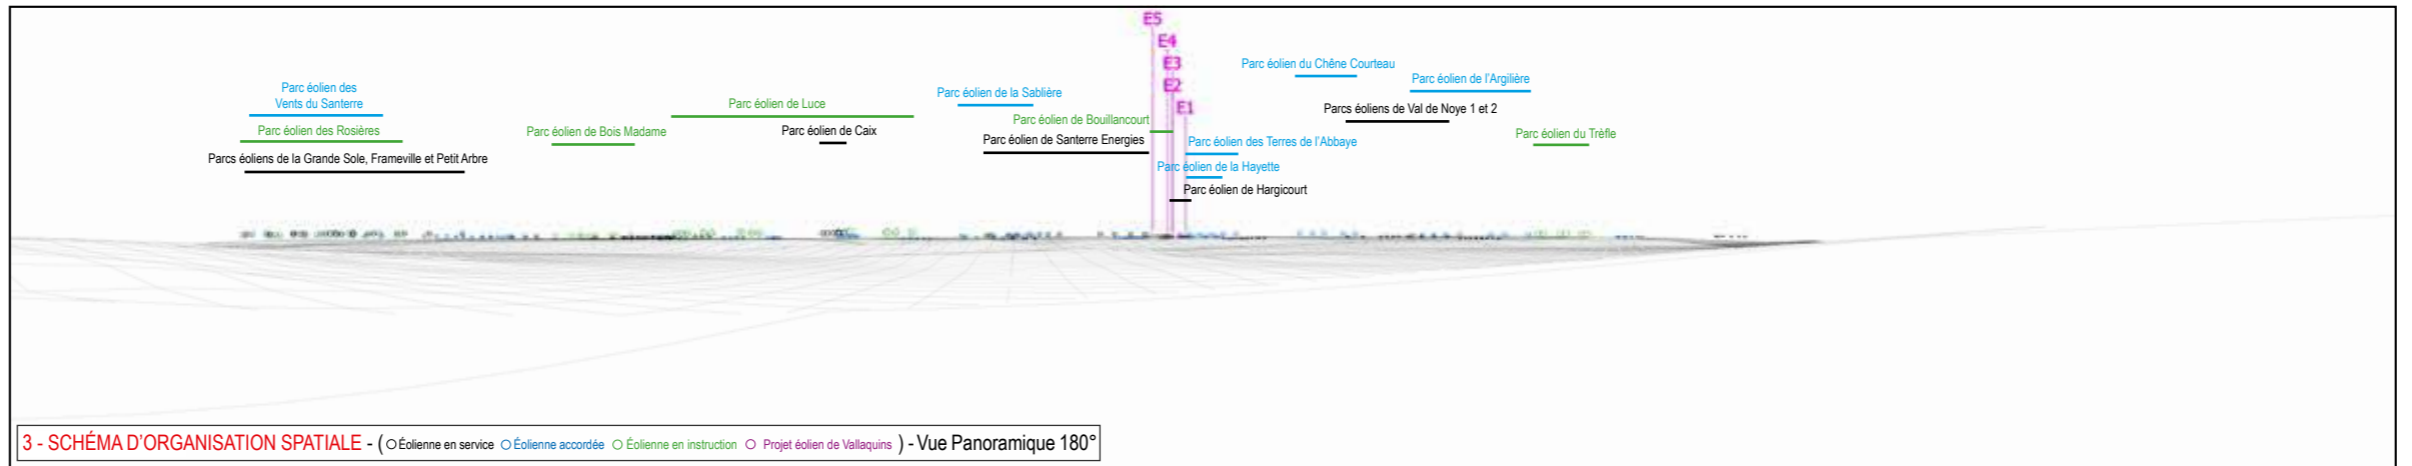 E5
E4
E3
E2
E1
Parc éolien des
Vents du Santerre
Parc éolien des Rosières
Parcs éoliens de la Grande Sole, Frameville et Petit Arbre
Parc éolien de Bois Madame
Parc éolien de Luce
Parc éolien de Caix
Parc éolien de la Sablière
Parc éolien de Bouillancourt
Parc éolien de Santerre Energies
Parc éolien du Chêne Courteau
Parc éolien de l'Argilière
Parcs éoliens de Val de Noye 1 et 2
Parc éolien du Trèfle
Parc éolien des Terres de l'Abbaye
Parc éolien de la Hayette
Parc éolien de Hargicourt
3 - SCHÉMA D'ORGANISATION SPATIALE - ( Éolienne en service Éolienne accordée Éolienne en instruction Projet éolien de Vallaquins ) - Vue Panoramique 180°